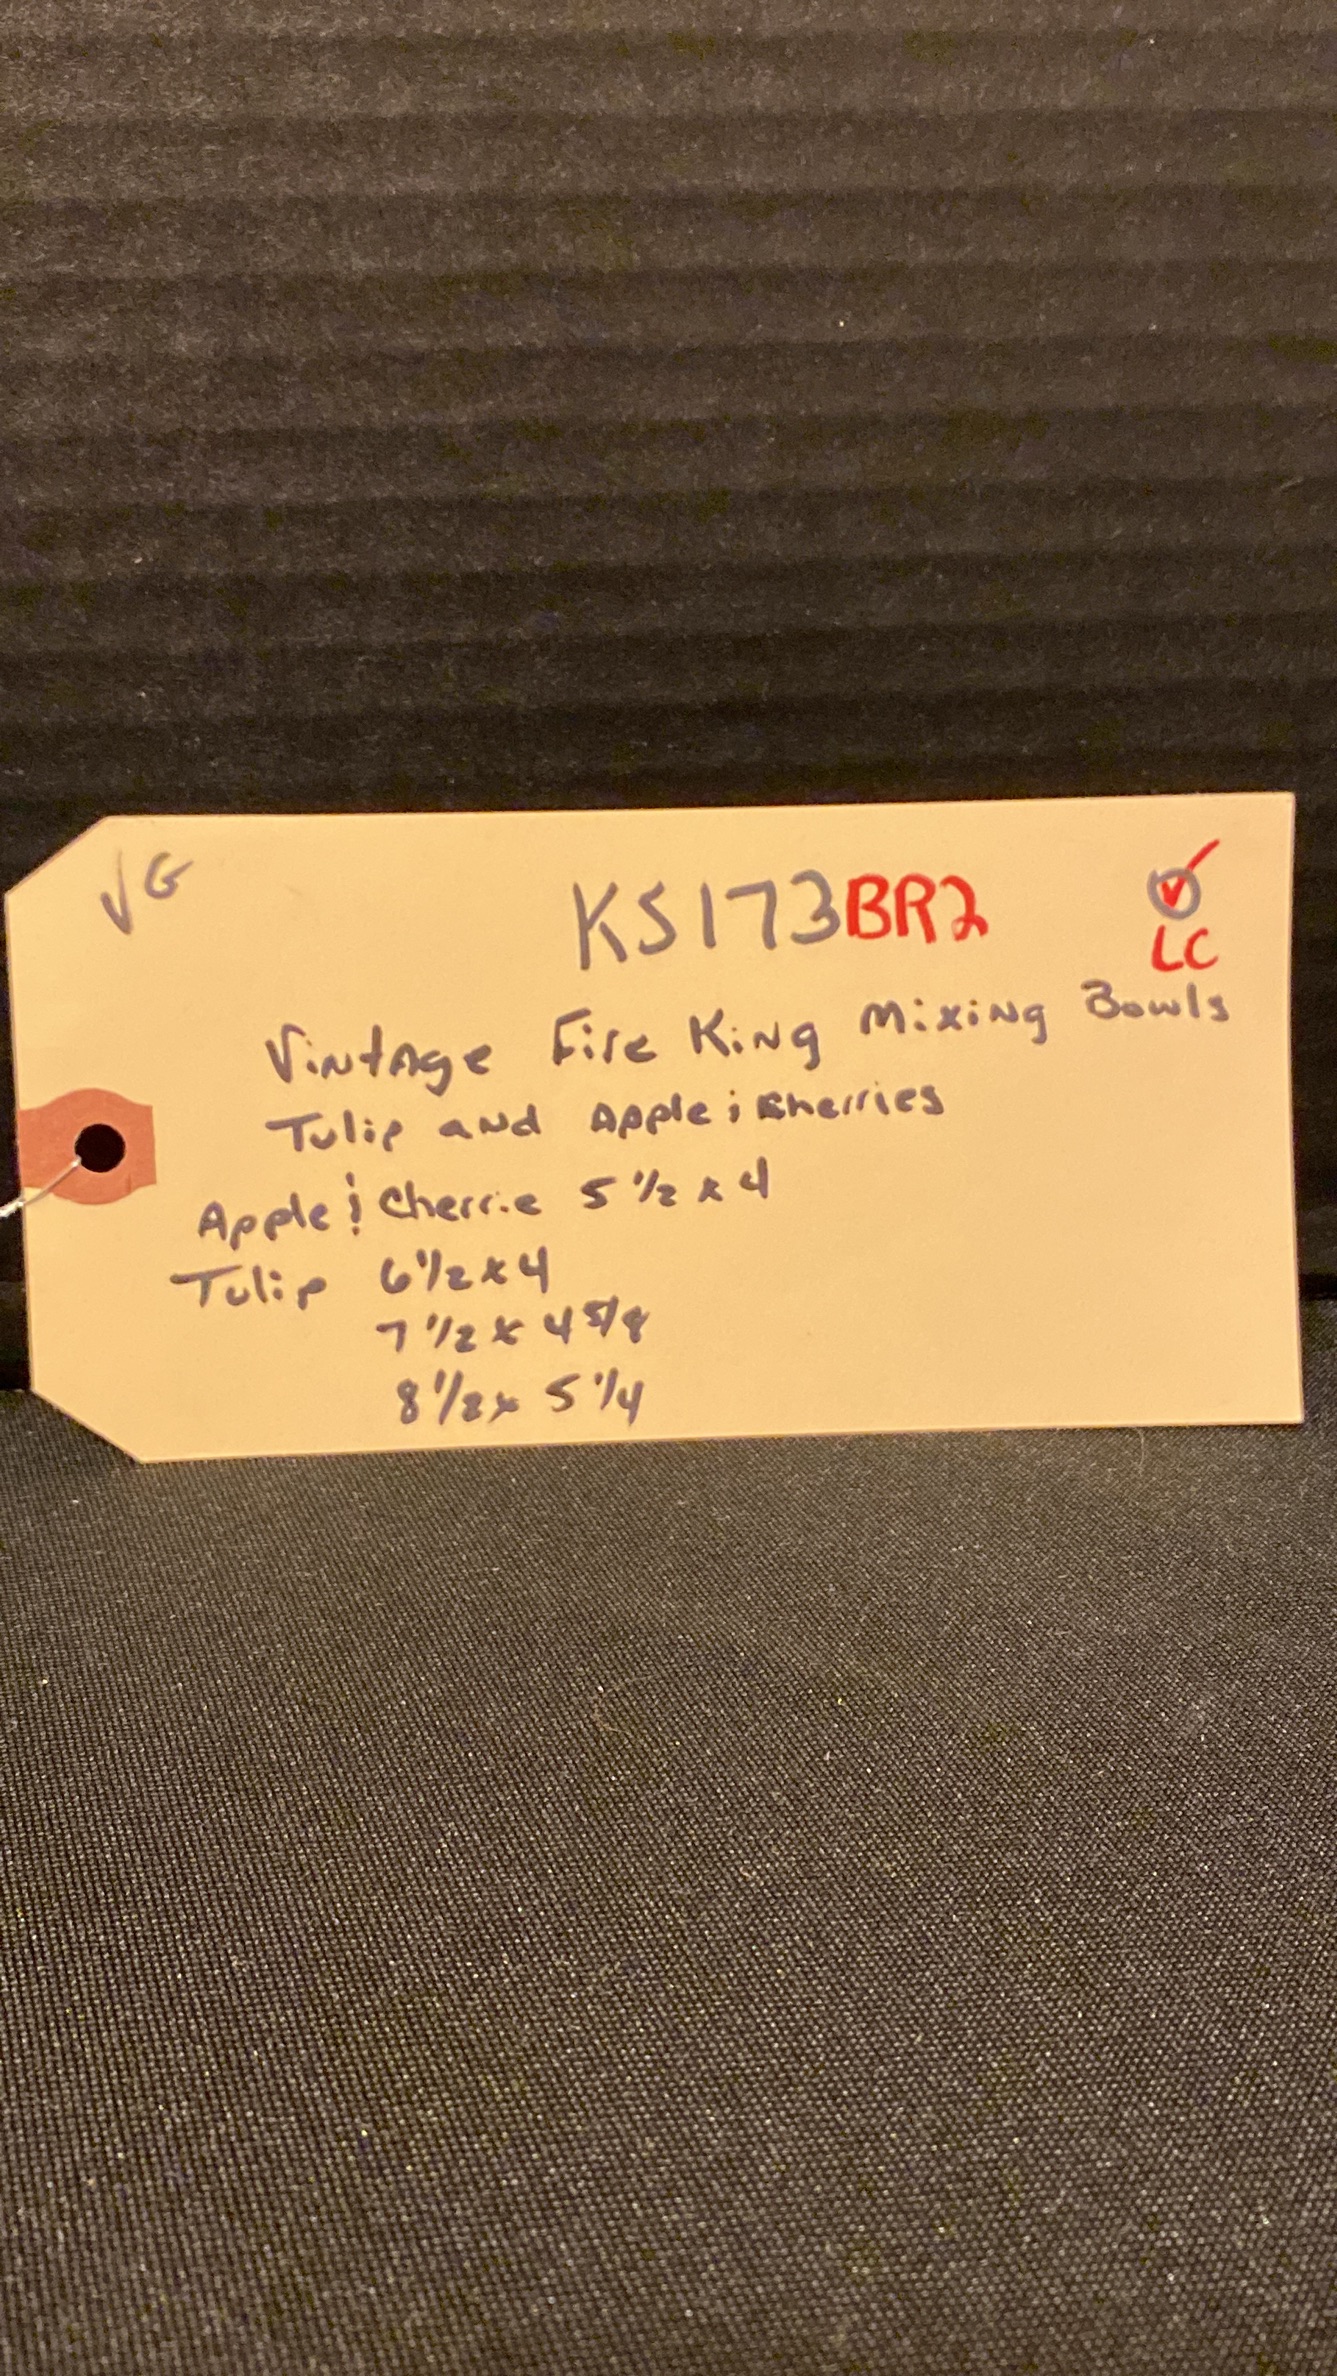 VG
KS173BR2
LC
Vintage Fire King Mixing Bowls
Tulip and Apple & Cherries
Apple & Cherrie 5 1/2 x 4
Tulip 6 1/2 x 4
7 1/2 x 4 5/8
8 1/2 x 5 1/4